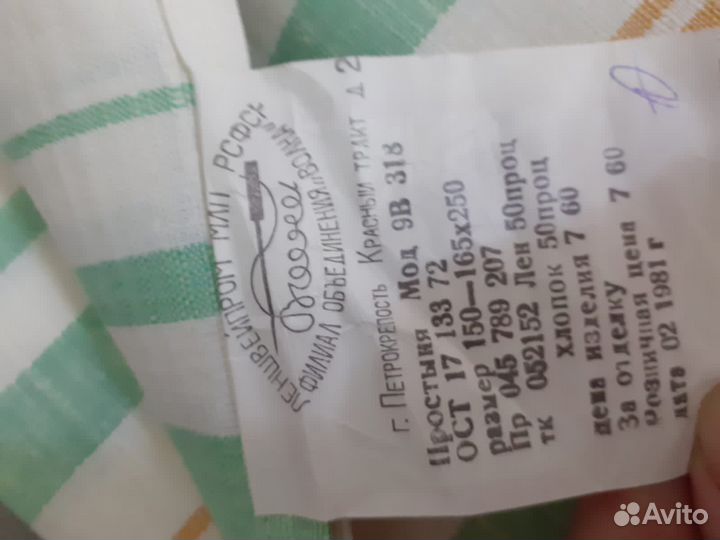 ЛЕНШВЕЙПРОМ МЛП РСФСР
Волна
ФИЛИАЛ ОБЪЕДИНЕНИЯ „ВОЛНА"
г. ПЕТРОКРЕПОСТЬ КРАСНЫЙ ТРАКТ Д 2
Простыня Мод 9В 318
ОСТ 17 133 72
размер 150—165х250
Пр 045 789 207
тк 052152 Лен 50проц
хлопок 50проц
цена изделия 7 60
За отделку
Розничная цена 7 60
дата 02 1981 г
Avito